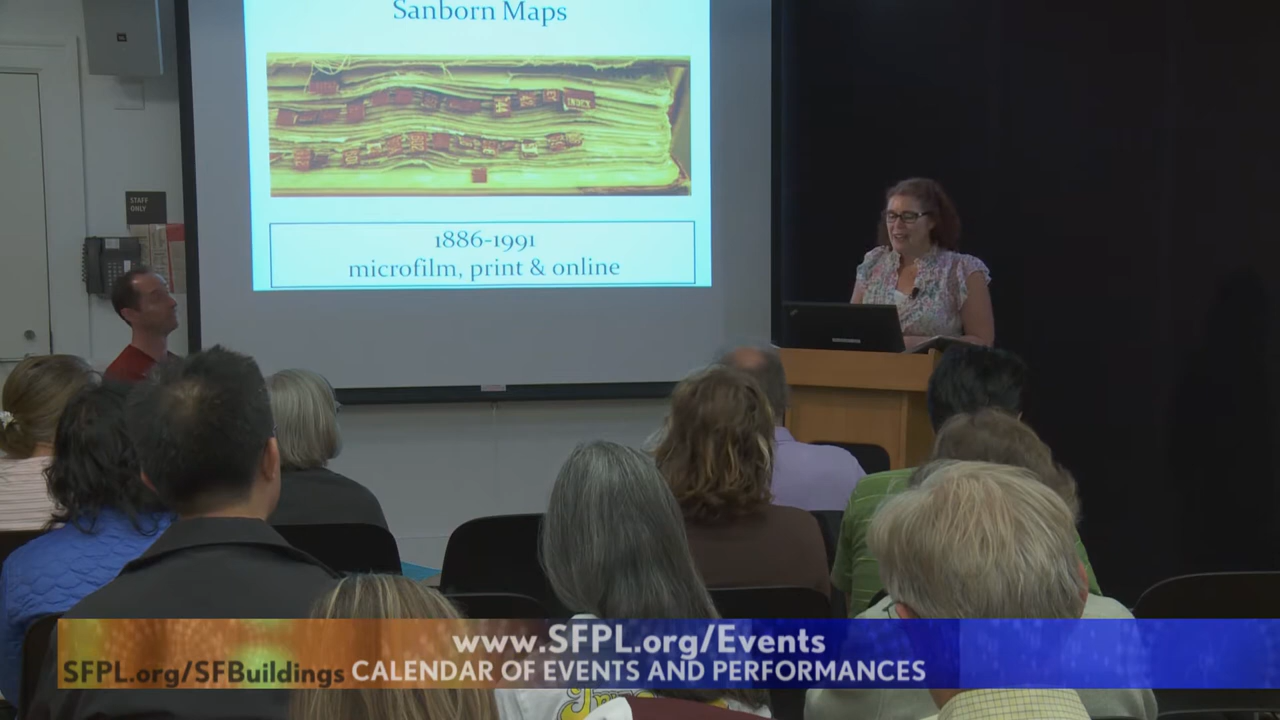 Sanborn Maps
INDEX
1886-1991
microfilm, print & online
STAFF
ONLY
www.SFPL.org/Events
SFPL.org/SFBuildings CALENDAR OF EVENTS AND PERFORMANCES